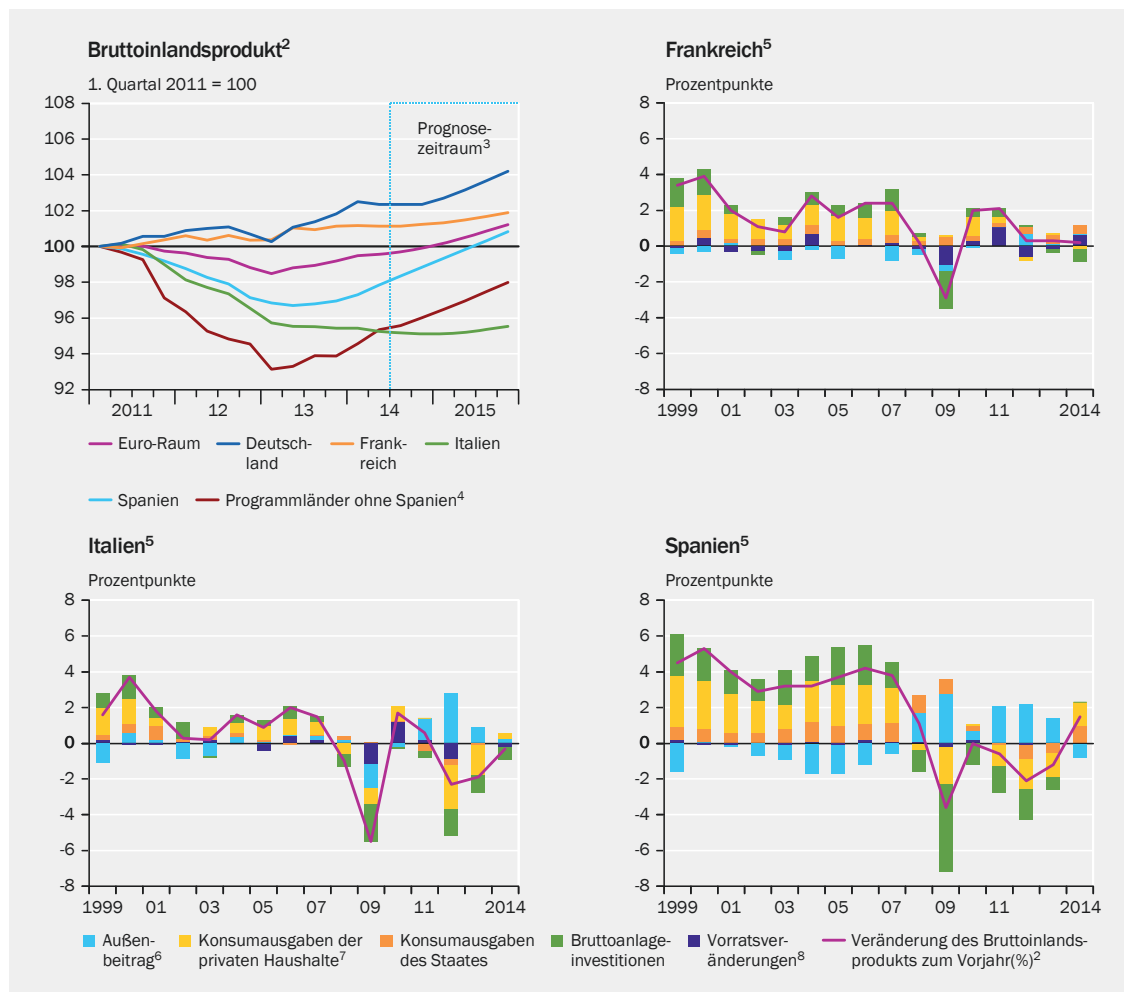 Bruttoinlandsprodukt²
1. Quartal 2011 = 100
108
106
104
102
100
98
96
94
92
Prognose-
zeitraum³
2011 12 13 14 2015
Euro-Raum Deutsch-
land Frank-
reich Italien
Spanien Programmländer ohne Spanien⁴
Frankreich⁵
Prozentpunkte
8
6
4
2
0
-2
-4
-6
-8
1999 01 03 05 07 09 11 2014
Italien⁵
Prozentpunkte
8
6
4
2
0
-2
-4
-6
-8
1999 01 03 05 07 09 11 2014
Spanien⁵
Prozentpunkte
8
6
4
2
0
-2
-4
-6
-8
1999 01 03 05 07 09 11 2014
Außen-
beitrag⁶
Konsumausgaben der
privaten Haushalte⁷
Konsumausgaben
des Staates
Bruttoanlage-
investitionen
Vorratsver-
änderungen⁸
Veränderung des Bruttoinlands-
produkts zum Vorjahr(%)²